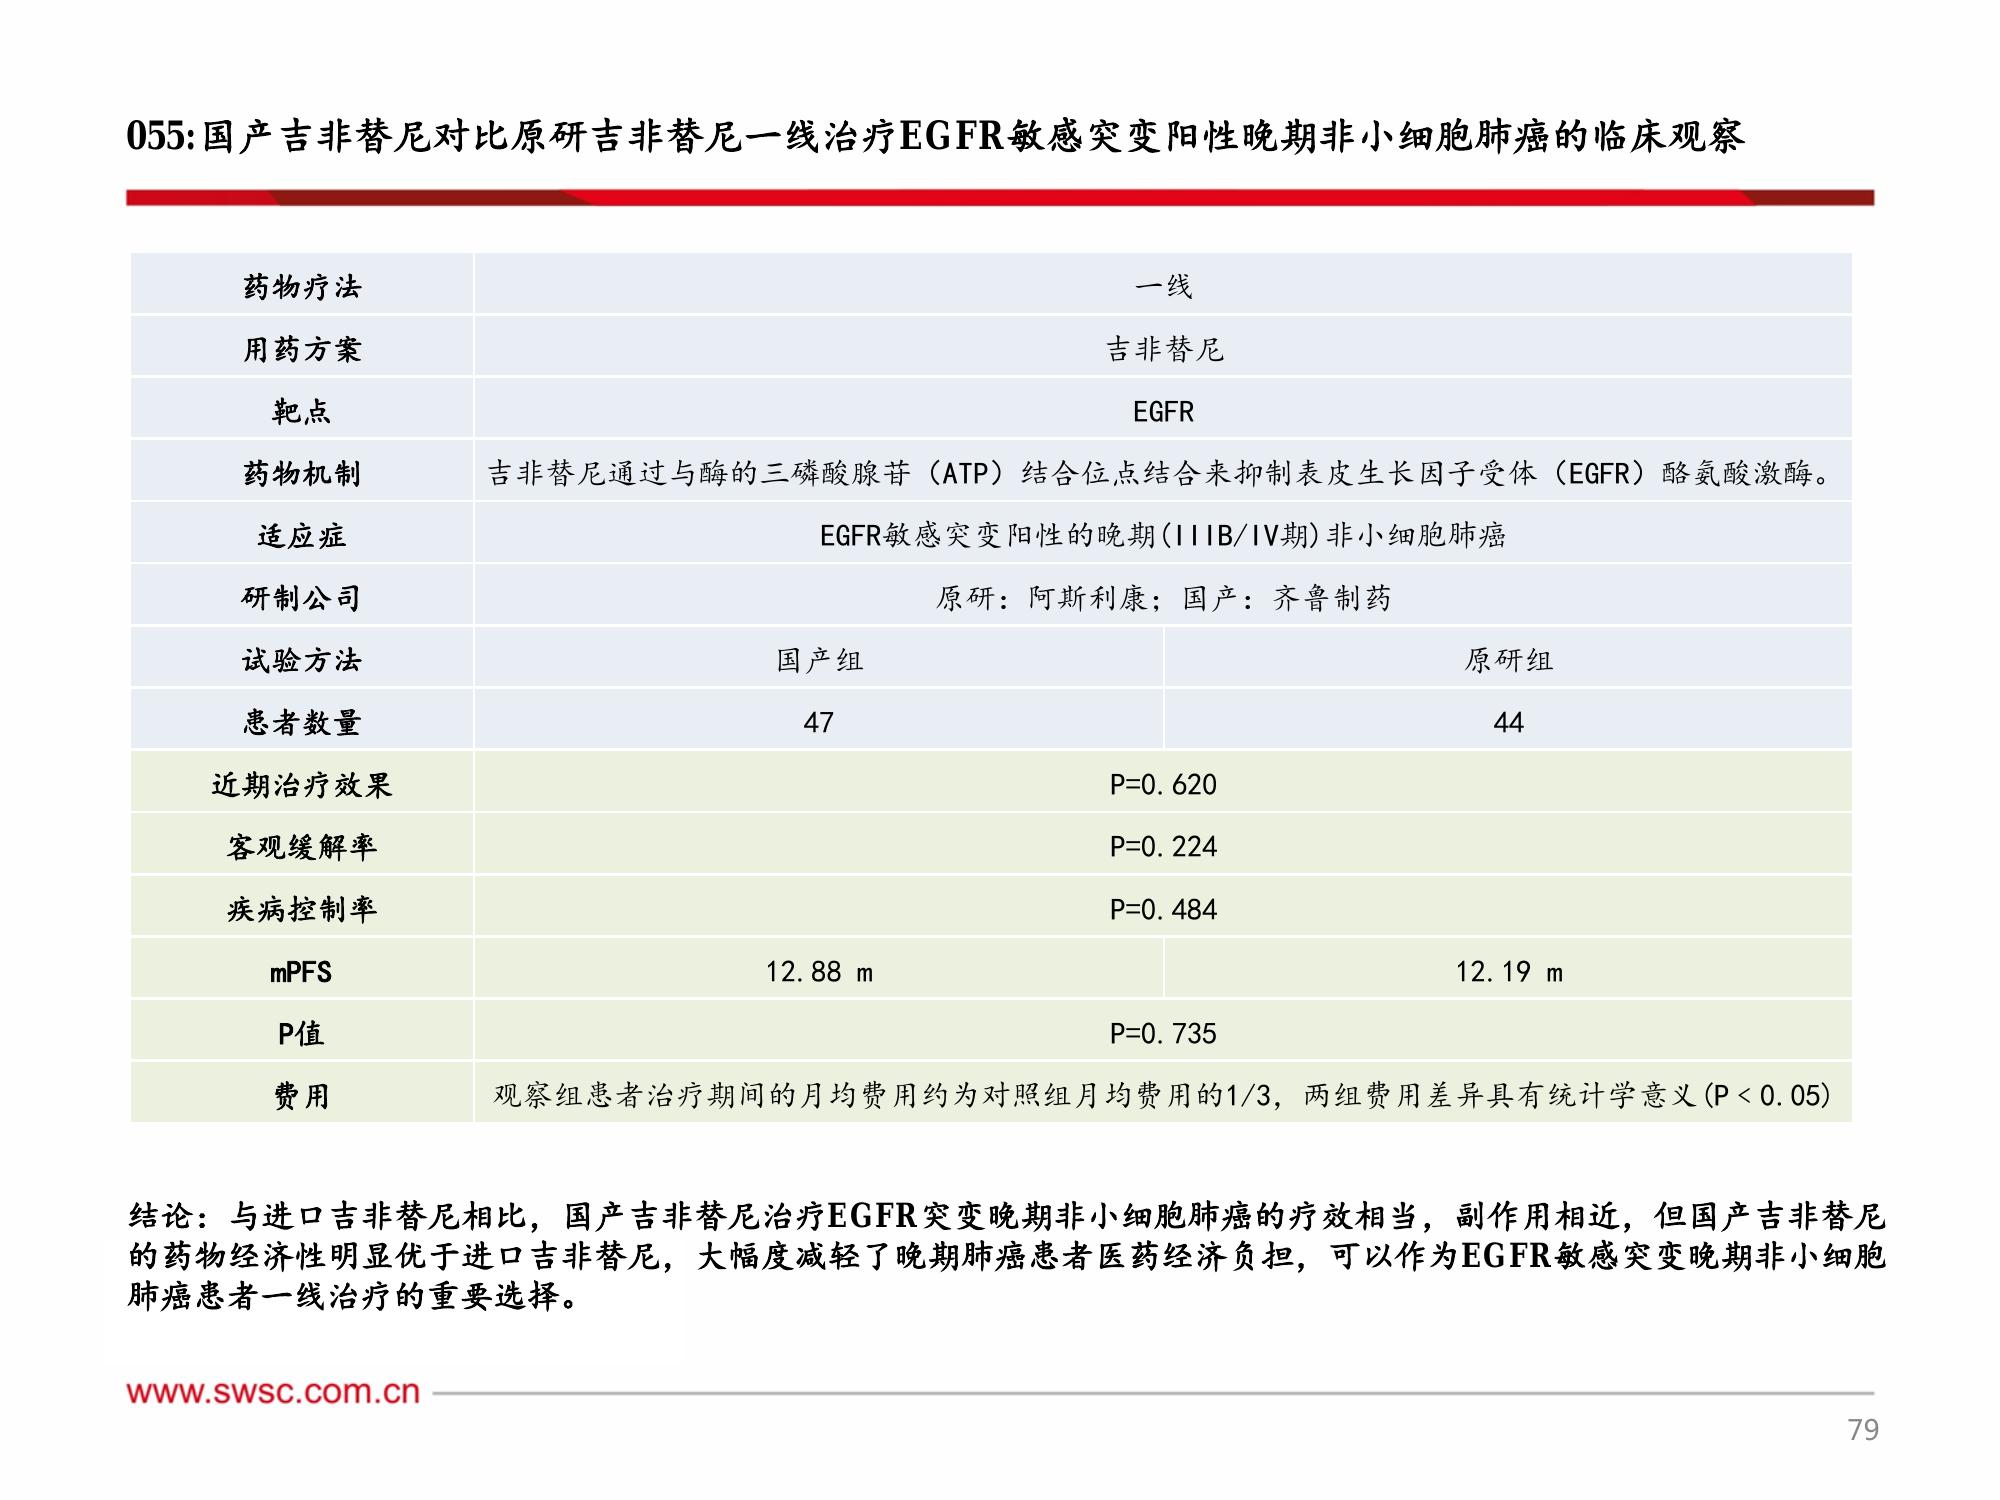 055:国产吉非替尼对比原研吉非替尼一线治疗EGFR敏感突变阳性晚期非小细胞肺癌的临床观察
药物疗法 一线
用药方案 吉非替尼
靶点 EGFR
药物机制 吉非替尼通过与酶的三磷酸腺苷（ATP）结合位点结合来抑制表皮生长因子受体（EGFR）酪氨酸激酶。
适应症 EGFR敏感突变阳性的晚期(IIIB/IV期)非小细胞肺癌
研制公司 原研：阿斯利康；国产：齐鲁制药
试验方法 国产组 原研组
患者数量 47 44
近期治疗效果 P=0.620
客观缓解率 P=0.224
疾病控制率 P=0.484
mPFS 12.88 m 12.19 m
P值 P=0.735
费用 观察组患者治疗期间的月均费用约为对照组月均费用的1/3，两组费用差异具有统计学意义(P＜0.05)
结论：与进口吉非替尼相比，国产吉非替尼治疗EGFR突变晚期非小细胞肺癌的疗效相当，副作用相近，但国产吉非替尼
的药物经济性明显优于进口吉非替尼，大幅度减轻了晚期肺癌患者医药经济负担，可以作为EGFR敏感突变晚期非小细胞
肺癌患者一线治疗的重要选择。
www.swsc.com.cn
79